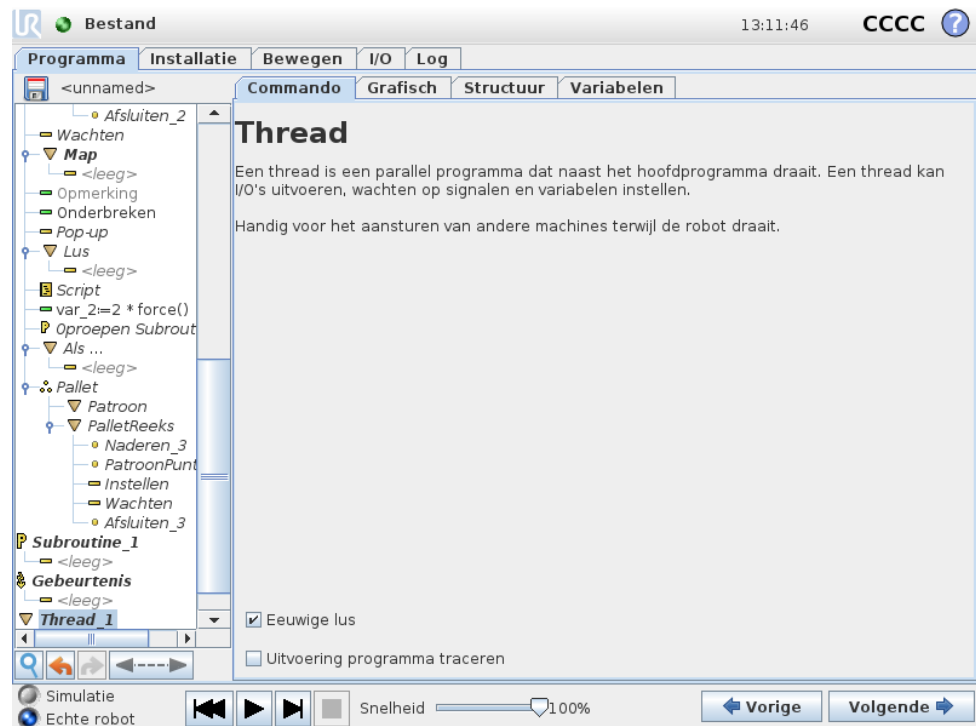 Bestand
13:11:46
CCCC
?
Programma Installatie Bewegen I/O Log
<unnamed>
Commando Grafisch Structuur Variabelen
Afsluiten_2
Wachten
Map
<leeg>
Opmerking
Onderbreken
Pop-up
Lus
<leeg>
Script
var_2:=2 * force()
Oproepen Subrout
Als ...
<leeg>
Pallet
Patroon
PalletReeks
Naderen_3
PatroonPunt
Instellen
Wachten
Afsluiten_3
Subroutine_1
<leeg>
Gebeurtenis
<leeg>
Thread_1
Thread
Een thread is een parallel programma dat naast het hoofdprogramma draait. Een thread kan
I/O's uitvoeren, wachten op signalen en variabelen instellen.
Handig voor het aansturen van andere machines terwijl de robot draait.
Eeuwige lus
Uitvoering programma traceren
Simulatie
Echte robot
Snelheid 100%
Vorige
Volgende